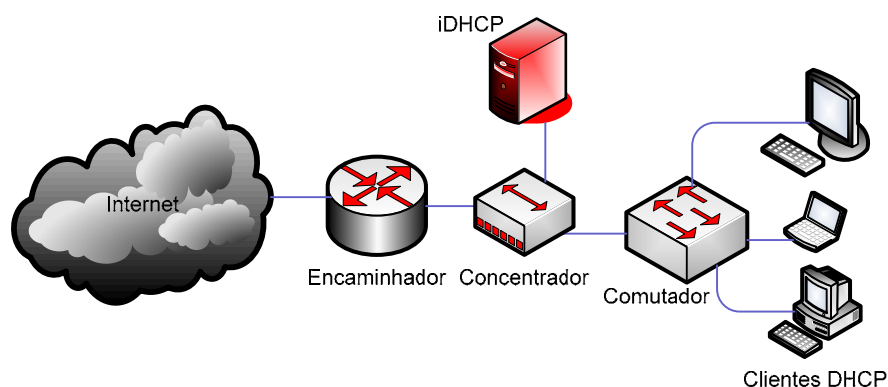 iDHCP
Internet
Encaminhador
Concentrador
Comutador
Clientes DHCP